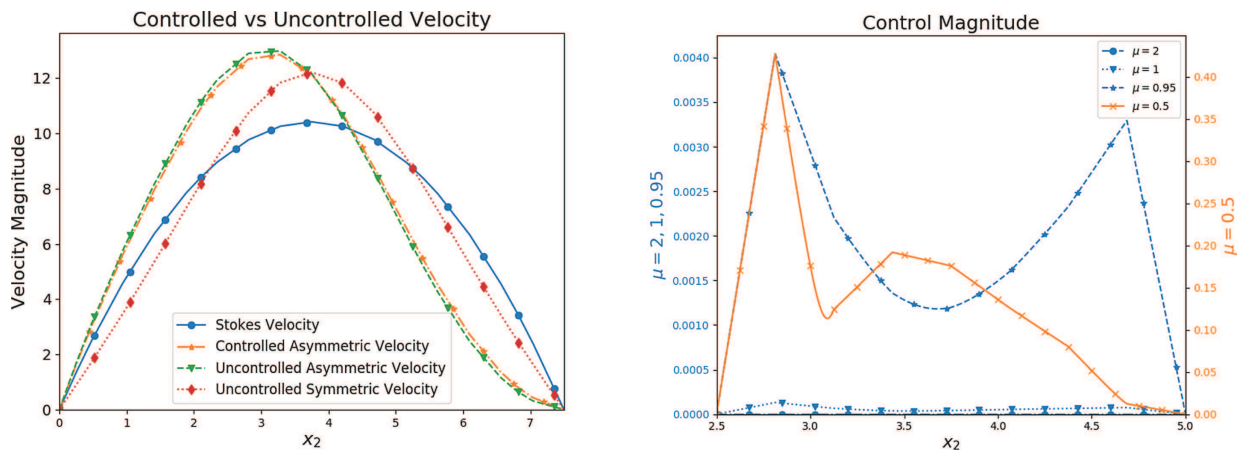 Controlled vs Uncontrolled Velocity
Velocity Magnitude
12
10
8
6
4
2
0
0 1 2 3 4 5 6 7
x₂
Stokes Velocity
Controlled Asymmetric Velocity
Uncontrolled Asymmetric Velocity
Uncontrolled Symmetric Velocity
Control Magnitude
μ = 2, 1, 0.95
0.0040
0.0035
0.0030
0.0025
0.0020
0.0015
0.0010
0.0005
0.0000
2.5 3.0 3.5 4.0 4.5 5.0
x₂
μ = 2
μ = 1
μ = 0.95
μ = 0.5
0.40
0.35
0.30
0.25
0.20
0.15
0.10
0.05
0.00
μ = 0.5